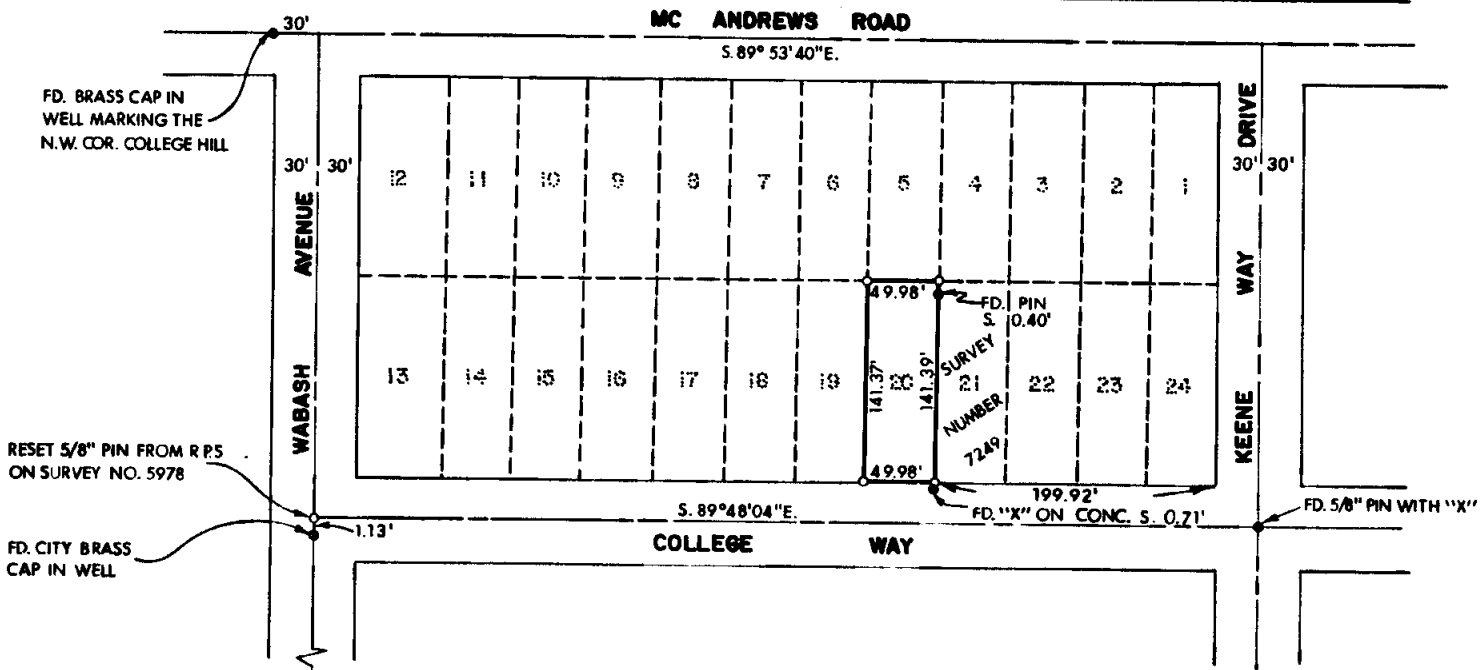 MC ANDREWS ROAD
S. 89° 53'40"E.
30'
FD. BRASS CAP IN
WELL MARKING THE
N.W. COR. COLLEGE HILL
30' 30'
WABASH AVENUE
12 11 10 9 8 7 6 5 4 3 2 1
30' 30'
KEENE WAY DRIVE
49.98'
FD. PIN
S. 0.40'
141.37'
141.39'
SURVEY
NUMBER
7249
13 14 15 16 17 18 19 20 21 22 23 24
49.98'
199.92'
FD. "X" ON CONC. S. 0.71'
RESET 5/8" PIN FROM RPS
ON SURVEY NO. 5978
S. 89°48'04"E.
1.13'
FD. 5/8" PIN WITH "X"
FD. CITY BRASS
CAP IN WELL
COLLEGE WAY